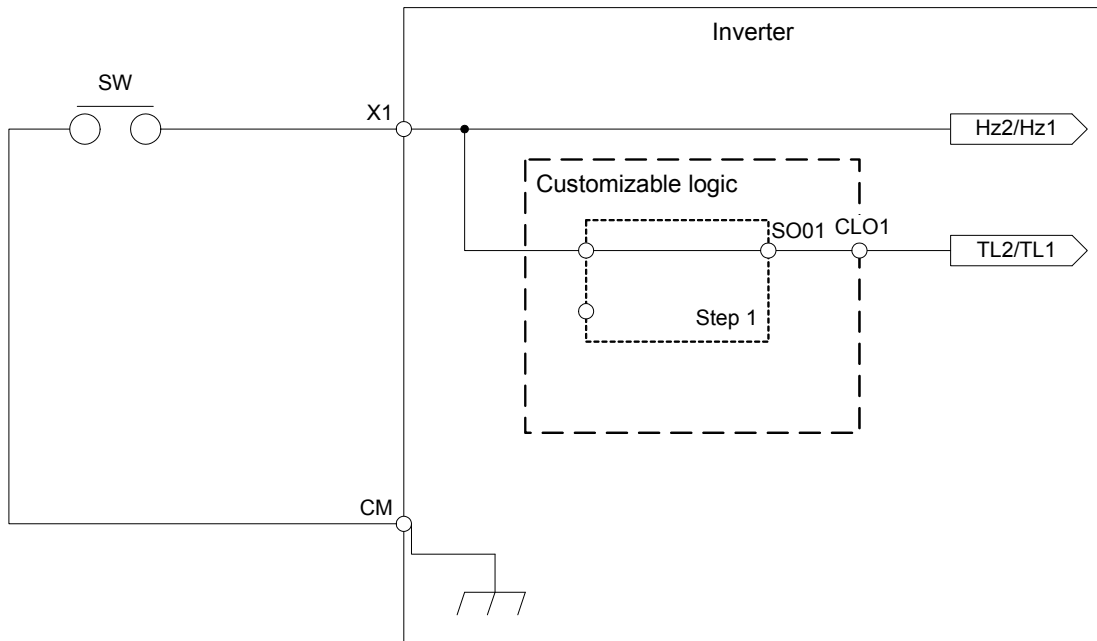 Inverter
SW
X1
Hz2/Hz1
Customizable logic
SO01 CLO1
TL2/TL1
Step 1
CM